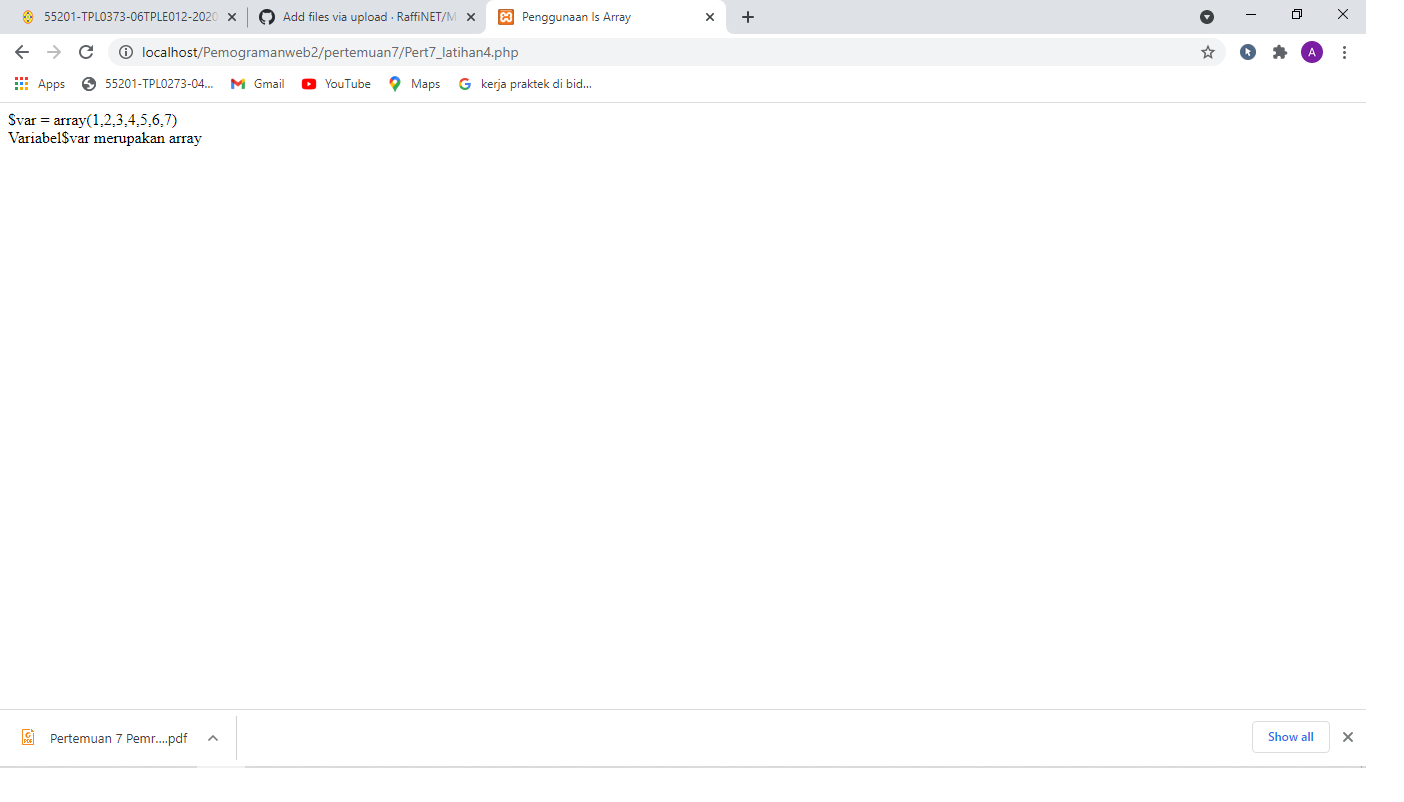 55201-TPL0373-06TPLE012-2020
Add files via upload · RaffiNET/M
Penggunaan Is Array
localhost/Pemogramanweb2/pertemuan7/Pert7_latihan4.php
A
Apps
55201-TPL0273-04...
Gmail
YouTube
Maps
kerja praktek di bid...
$var = array(1,2,3,4,5,6,7)
Variabel$var merupakan array
Pertemuan 7 Pemr....pdf
Show all